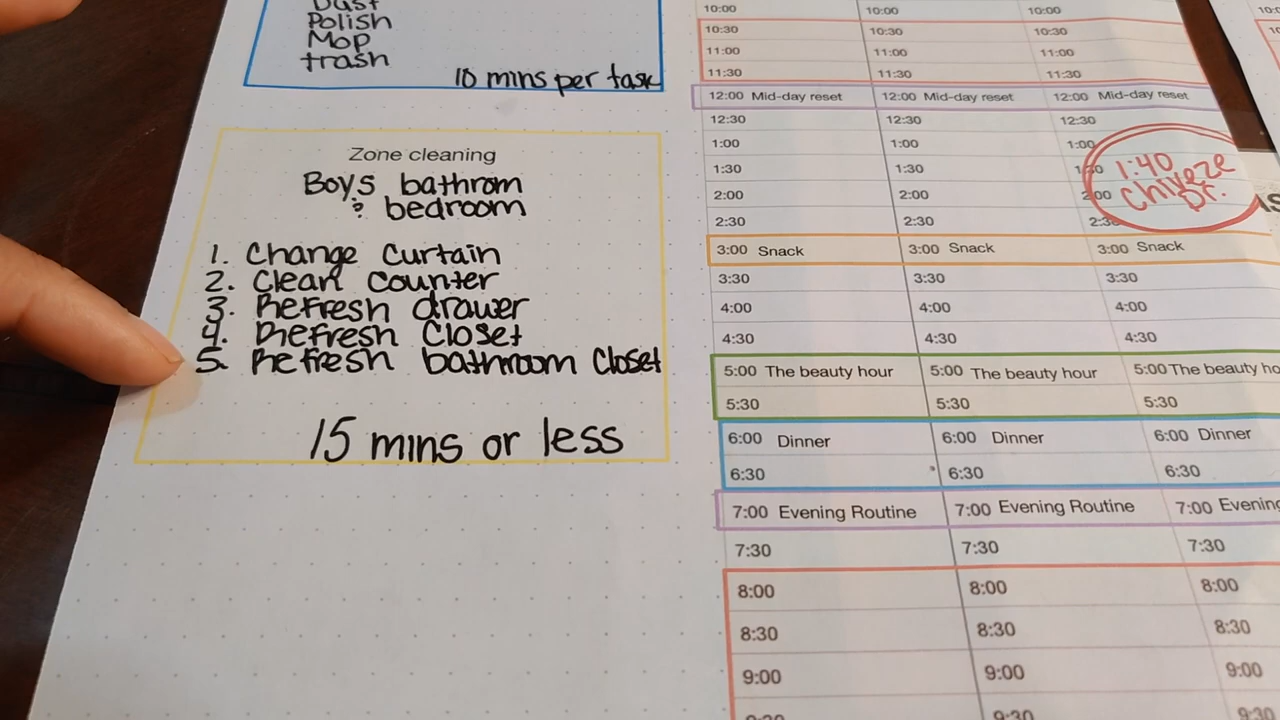 Dust
Polish
Mop
trash
10 mins per task
Zone cleaning
Boys bathrom
& bedroom
1. Change Curtain
2. Clean Counter
3. Refresh drawer
4. Refresh Closet
5. Refresh bathroom Closet
15 mins or less
10:00 10:00 10:00
10:30 10:30 10:30
11:00 11:00 11:00
11:30 11:30 11:30
12:00 Mid-day reset 12:00 Mid-day reset 12:00 Mid-day reset
12:30 12:30 12:30
1:00 1:00 1:00
1:30 1:30
2:00 2:00
2:30 2:30
1:40
Dr.
3:00 Snack 3:00 Snack 3:00 Snack
3:30 3:30 3:30
4:00 4:00 4:00
4:30 4:30 4:30
5:00 The beauty hour 5:00 The beauty hour 5:00 The beauty
5:30 5:30 5:30
6:00 Dinner 6:00 Dinner 6:00 Dinner
6:30 6:30 6:30
7:00 Evening Routine 7:00 Evening Routine 7:00 Evening
7:30 7:30 7:30
8:00 8:00 8:00
8:30 8:30 8:30
9:00 9:00 9:00
9:30 9:30 9:30